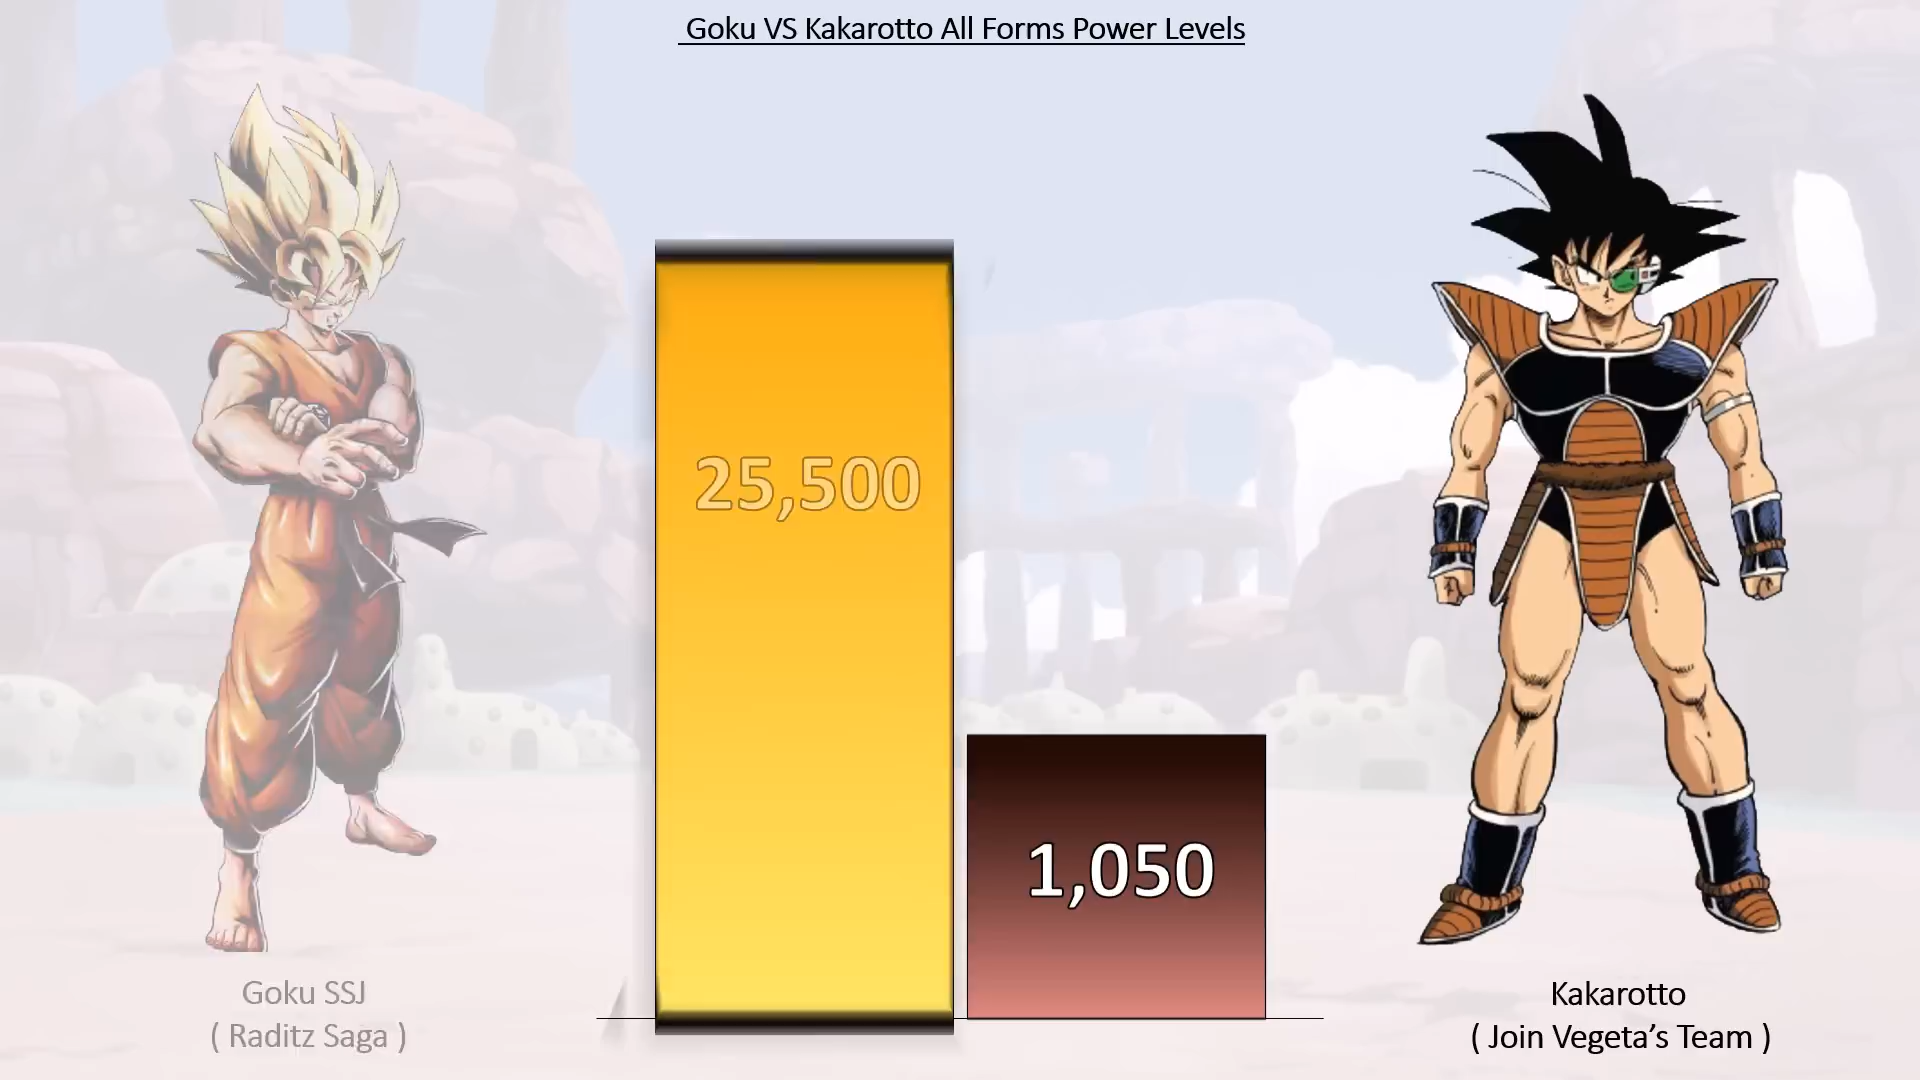 Goku VS Kakarotto All Forms Power Levels
25,500
1,050
Goku SSJ
( Raditz Saga )
Kakarotto
( Join Vegeta’s Team )